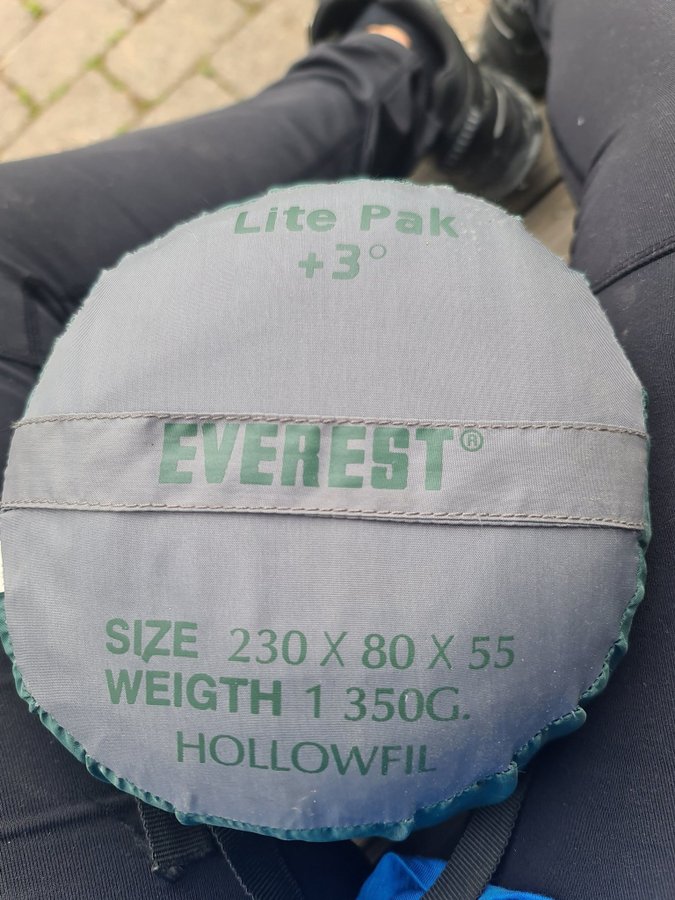 Lite Pak
+3°
EVEREST®
SIZE 230 X 80 X 55
WEIGTH 1 350G.
HOLLOWFIL